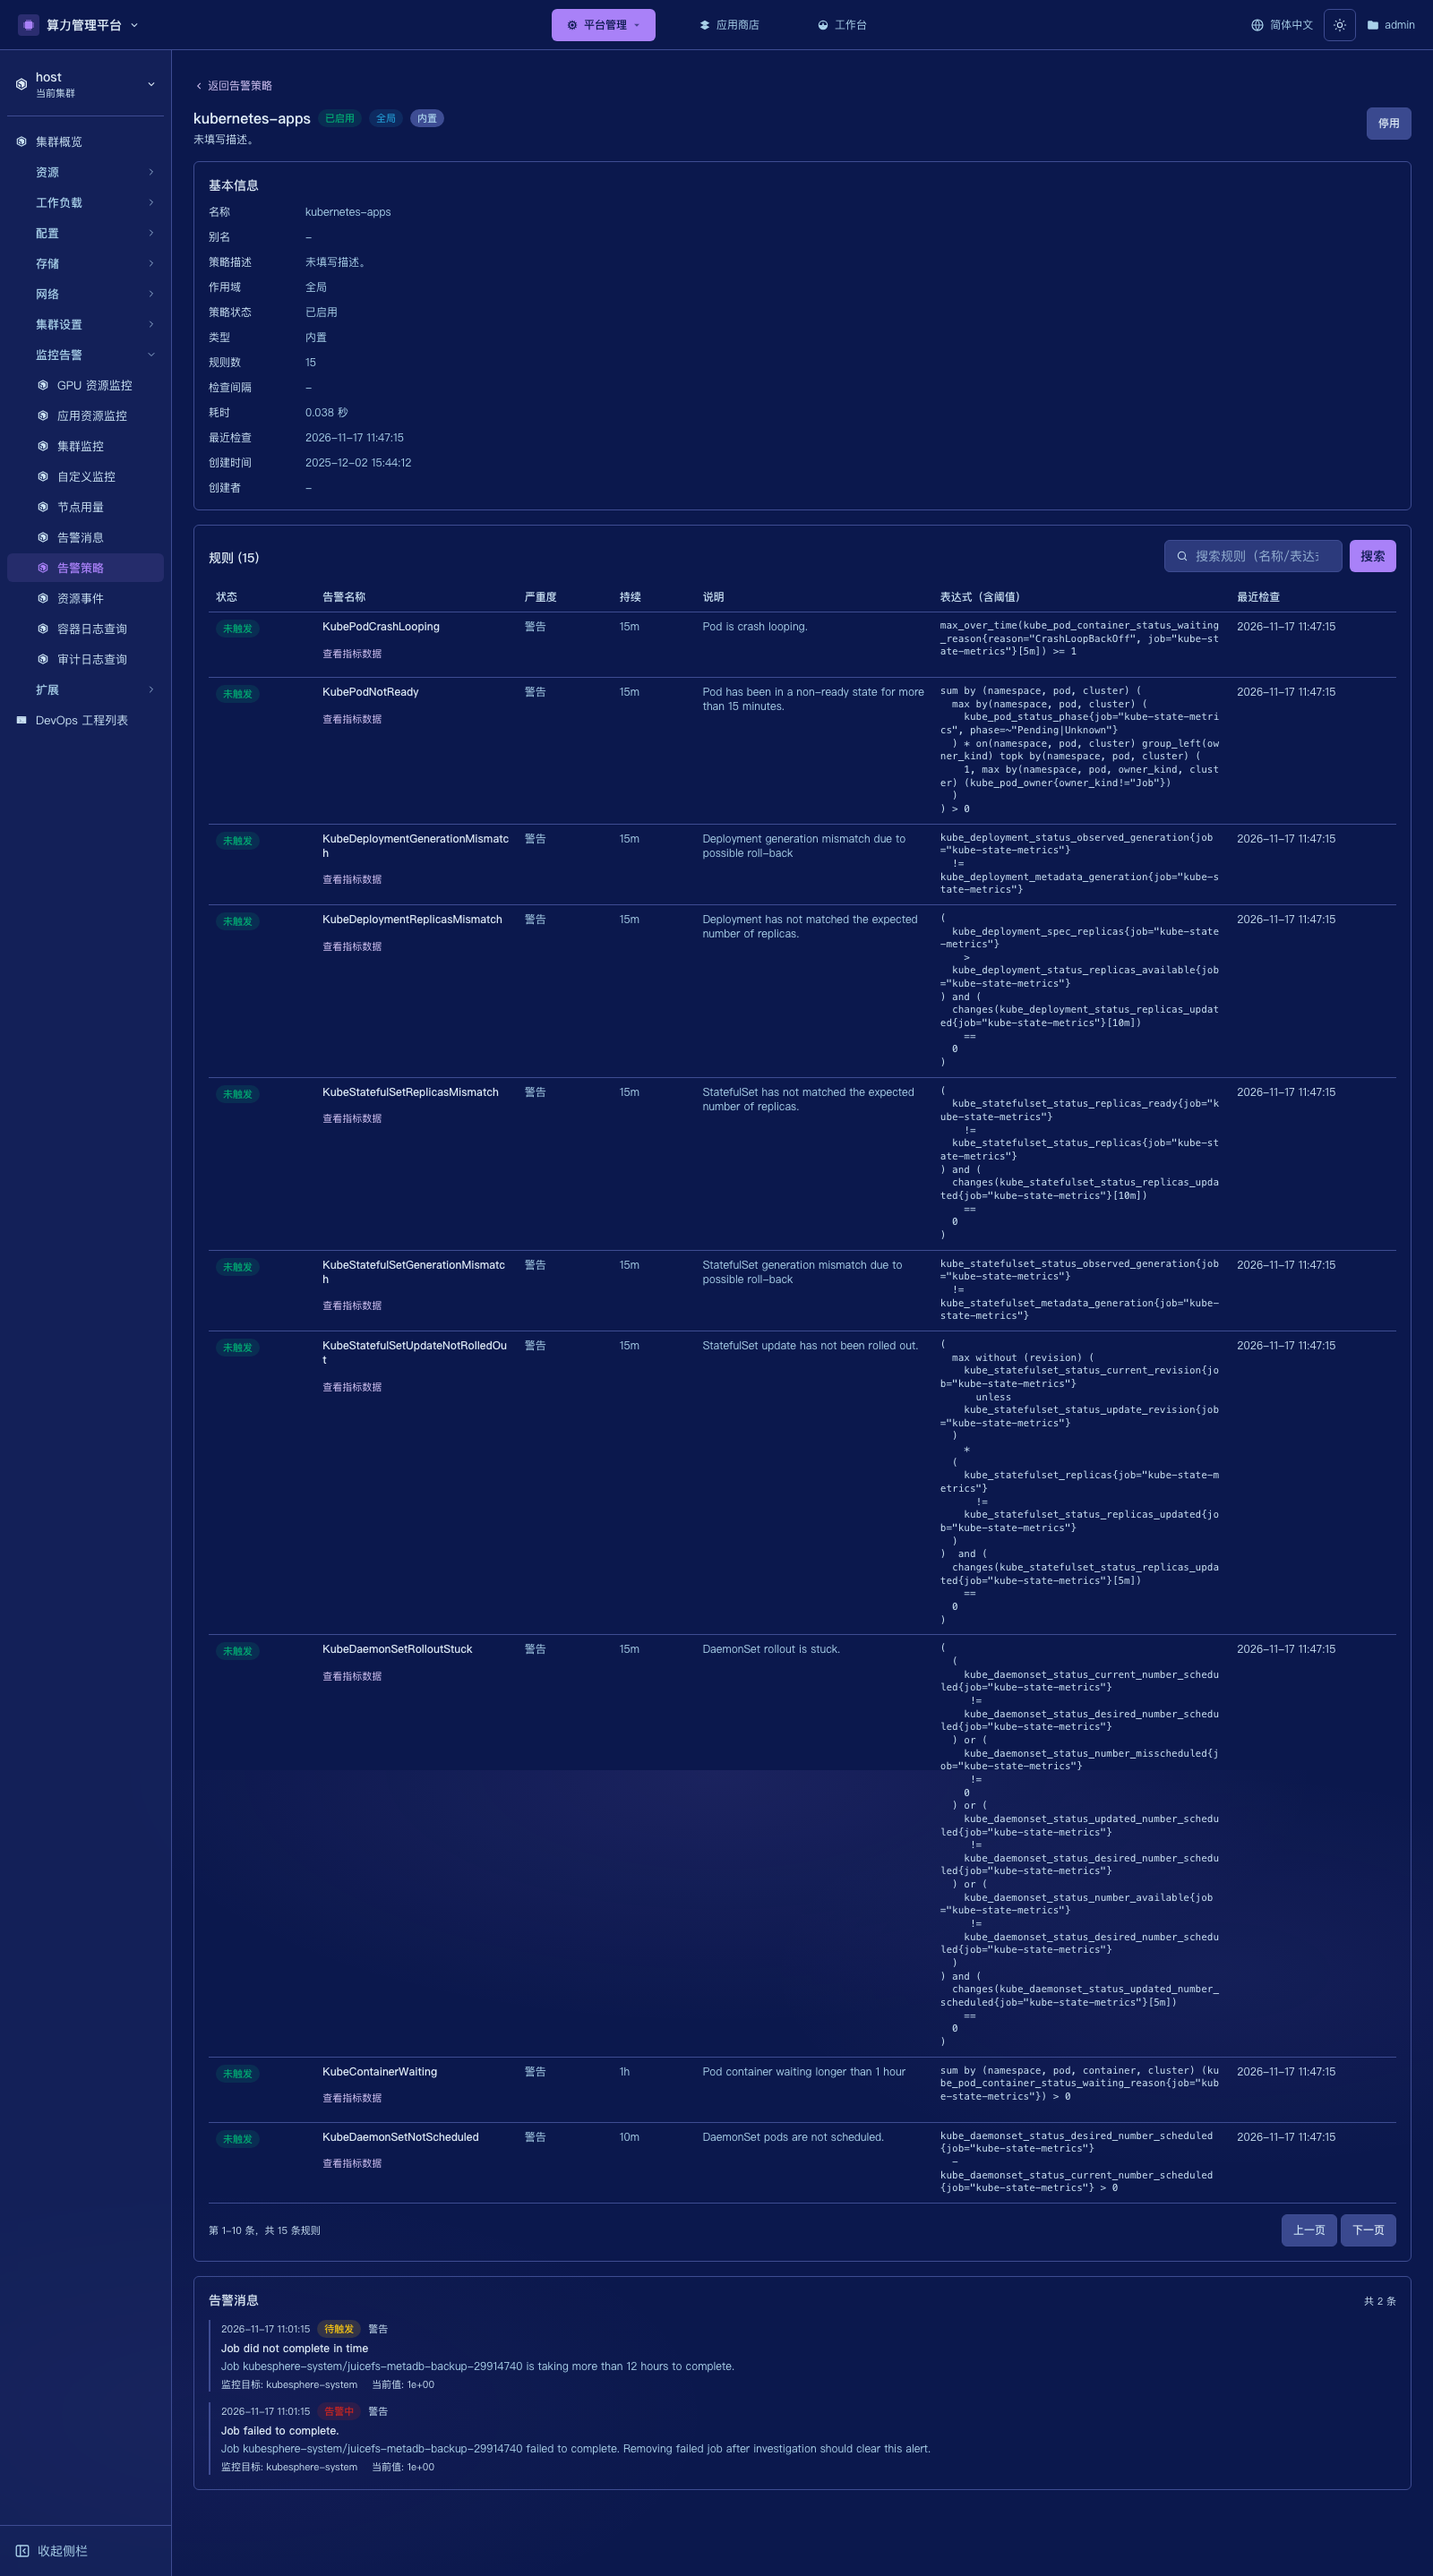 算力管理平台
平台管理
应用商店
工作台
简体中文
admin
host
当前集群
集群概览
资源
工作负载
配置
存储
网络
集群设置
监控告警
GPU 资源监控
应用资源监控
集群监控
自定义监控
节点用量
告警消息
告警策略
资源事件
容器日志查询
审计日志查询
扩展
DevOps 工程列表
收起侧栏
返回告警策略
kubernetes-apps 已启用 全局 内置
未填写描述。
停用
基本信息
名称 kubernetes-apps
别名 -
策略描述 未填写描述。
作用域 全局
策略状态 已启用
类型 内置
规则数 15
检查间隔 -
耗时 0.038 秒
最近检查 2026-11-17 11:47:15
创建时间 2025-12-02 15:44:12
创建者 -
规则 (15)
搜索规则（名称/表达式
搜索
状态 告警名称 严重度 持续 说明 表达式（含阈值） 最近检查
未触发 KubePodCrashLooping 警告 15m Pod is crash looping.
查看指标数据
max_over_time(kube_pod_container_status_waiting
_reason{reason="CrashLoopBackOff", job="kube-st
ate-metrics"}[5m]) >= 1
2026-11-17 11:47:15
未触发 KubePodNotReady 警告 15m Pod has been in a non-ready state for more
than 15 minutes.
查看指标数据
sum by (namespace, pod, cluster) (
max by(namespace, pod, cluster) (
kube_pod_status_phase{job="kube-state-metri
cs", phase=~"Pending|Unknown"}
) * on(namespace, pod, cluster) group_left(ow
ner_kind) topk by(namespace, pod, cluster) (
1, max by(namespace, pod, owner_kind, clust
er) (kube_pod_owner{owner_kind!="Job"})
)
) > 0
2026-11-17 11:47:15
未触发 KubeDeploymentGenerationMismatc
h
警告 15m Deployment generation mismatch due to
possible roll-back
查看指标数据
kube_deployment_status_observed_generation{job
="kube-state-metrics"}
!=
kube_deployment_metadata_generation{job="kube-s
tate-metrics"}
2026-11-17 11:47:15
未触发 KubeDeploymentReplicasMismatch 警告 15m Deployment has not matched the expected
number of replicas.
查看指标数据
(
kube_deployment_spec_replicas{job="kube-state
-metrics"}
>
kube_deployment_status_replicas_available{job
="kube-state-metrics"}
) and (
changes(kube_deployment_status_replicas_updat
ed{job="kube-state-metrics"}[10m])
==
0
)
2026-11-17 11:47:15
未触发 KubeStatefulSetReplicasMismatch 警告 15m StatefulSet has not matched the expected
number of replicas.
查看指标数据
(
kube_statefulset_status_replicas_ready{job="k
ube-state-metrics"}
!=
kube_statefulset_status_replicas{job="kube-st
ate-metrics"}
) and (
changes(kube_statefulset_status_replicas_upda
ted{job="kube-state-metrics"}[10m])
==
0
)
2026-11-17 11:47:15
未触发 KubeStatefulSetGenerationMismatc
h
警告 15m StatefulSet generation mismatch due to
possible roll-back
查看指标数据
kube_statefulset_status_observed_generation{job
="kube-state-metrics"}
!=
kube_statefulset_metadata_generation{job="kube-
state-metrics"}
2026-11-17 11:47:15
未触发 KubeStatefulSetUpdateNotRolledOu
t
警告 15m StatefulSet update has not been rolled out.
查看指标数据
(
max without (revision) (
kube_statefulset_status_current_revision{jo
b="kube-state-metrics"}
unless
kube_statefulset_status_update_revision{job
="kube-state-metrics"}
)
*
(
kube_statefulset_replicas{job="kube-state-m
etrics"}
!=
kube_statefulset_status_replicas_updated{jo
b="kube-state-metrics"}
)
) and (
changes(kube_statefulset_status_replicas_upda
ted{job="kube-state-metrics"}[5m])
==
0
)
2026-11-17 11:47:15
未触发 KubeDaemonSetRolloutStuck 警告 15m DaemonSet rollout is stuck.
查看指标数据
(
(
kube_daemonset_status_current_number_schedu
led{job="kube-state-metrics"}
!=
kube_daemonset_status_desired_number_schedu
led{job="kube-state-metrics"}
) or (
kube_daemonset_status_number_misscheduled{j
ob="kube-state-metrics"}
!=
0
) or (
kube_daemonset_status_updated_number_schedu
led{job="kube-state-metrics"}
!=
kube_daemonset_status_desired_number_schedu
led{job="kube-state-metrics"}
) or (
kube_daemonset_status_number_available{job
="kube-state-metrics"}
!=
kube_daemonset_status_desired_number_schedu
led{job="kube-state-metrics"}
)
) and (
changes(kube_daemonset_status_updated_number_
scheduled{job="kube-state-metrics"}[5m])
==
0
)
2026-11-17 11:47:15
未触发 KubeContainerWaiting 警告 1h Pod container waiting longer than 1 hour
查看指标数据
sum by (namespace, pod, container, cluster) (ku
be_pod_container_status_waiting_reason{job="kub
e-state-metrics"}) > 0
2026-11-17 11:47:15
未触发 KubeDaemonSetNotScheduled 警告 10m DaemonSet pods are not scheduled.
查看指标数据
kube_daemonset_status_desired_number_scheduled
{job="kube-state-metrics"}
-
kube_daemonset_status_current_number_scheduled
{job="kube-state-metrics"} > 0
2026-11-17 11:47:15
第 1-10 条，共 15 条规则
上一页 下一页
告警消息
共 2 条
2026-11-17 11:01:15 待触发 警告
Job did not complete in time
Job kubesphere-system/juicefs-metadb-backup-29914740 is taking more than 12 hours to complete.
监控目标: kubesphere-system 当前值: 1e+00
2026-11-17 11:01:15 告警中 警告
Job failed to complete.
Job kubesphere-system/juicefs-metadb-backup-29914740 failed to complete. Removing failed job after investigation should clear this alert.
监控目标: kubesphere-system 当前值: 1e+00